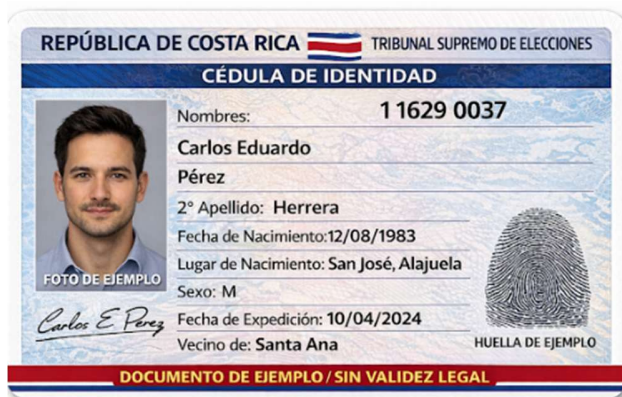 REPÚBLICA DE COSTA RICA TRIBUNAL SUPREMO DE ELECCIONES
CÉDULA DE IDENTIDAD
Nombres: 1 1629 0037
Carlos Eduardo
Pérez
2° Apellido: Herrera
Fecha de Nacimiento:12/08/1983
Lugar de Nacimiento: San José, Alajuela
Sexo: M
Fecha de Expedición: 10/04/2024
Vecino de: Santa Ana
FOTO DE EJEMPLO
Carlos E. Perez
HUELLA DE EJEMPLO
DOCUMENTO DE EJEMPLO / SIN VALIDEZ LEGAL